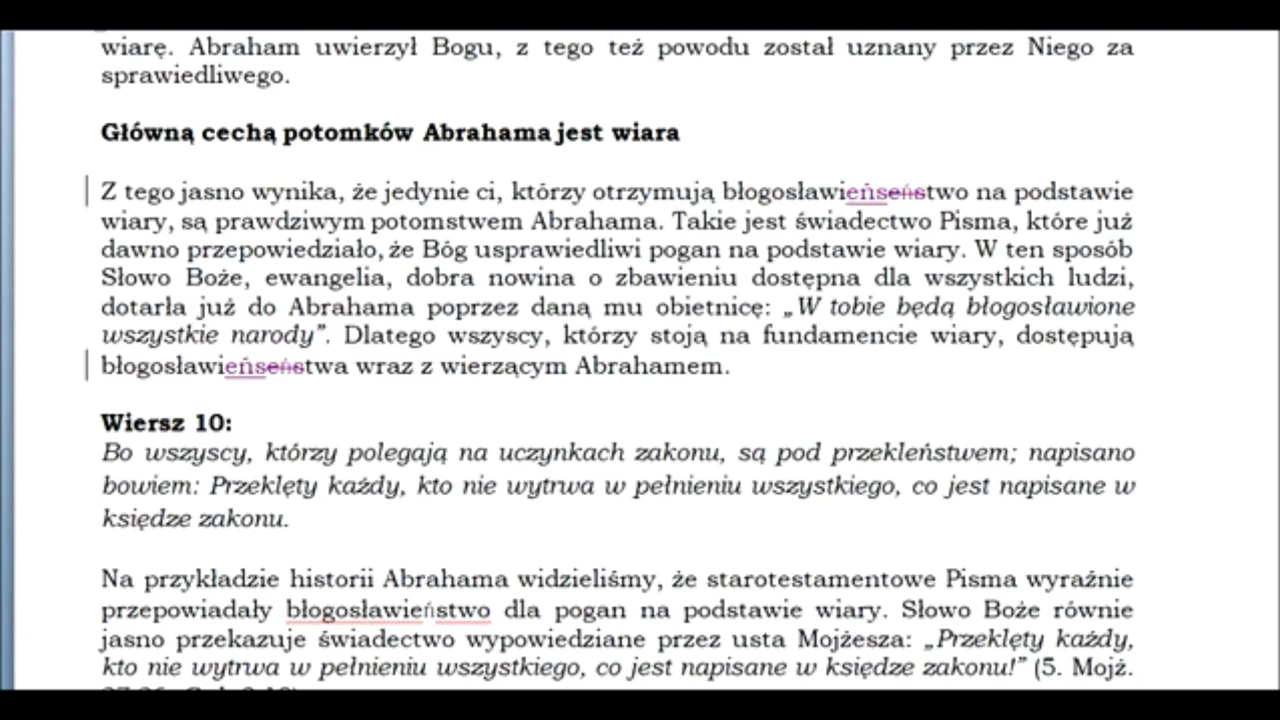 wiarę. Abraham uwierzył Bogu, z tego też powodu został uznany przez Niego za
sprawiedliwego.
Główną cechą potomków Abrahama jest wiara
Z tego jasno wynika, że jedynie ci, którzy otrzymują błogosławieńseństwo na podstawie
wiary, są prawdziwym potomstwem Abrahama. Takie jest świadectwo Pisma, które już
dawno przepowiedziało, że Bóg usprawiedliwi pogan na podstawie wiary. W ten sposób
Słowo Boże, ewangelia, dobra nowina o zbawieniu dostępna dla wszystkich ludzi,
dotarła już do Abrahama poprzez daną mu obietnicę: „W tobie będą błogosławione
wszystkie narody”. Dlatego wszyscy, którzy stoją na fundamencie wiary, dostępują
błogosławieńseństwa wraz z wierzącym Abrahamem.
Wiersz 10:
Bo wszyscy, którzy polegają na uczynkach zakonu, są pod przekleństwem; napisano
bowiem: Przeklęty każdy, kto nie wytrwa w pełnieniu wszystkiego, co jest napisane w
księdze zakonu.
Na przykładzie historii Abrahama widzieliśmy, że starotestamentowe Pisma wyraźnie
przepowiadały błogosławieństwo dla pogan na podstawie wiary. Słowo Boże równie
jasno przekazuje świadectwo wypowiedziane przez usta Mojżesza: „Przeklęty każdy,
kto nie wytrwa w pełnieniu wszystkiego, co jest napisane w księdze zakonu!” (5. Mojż.